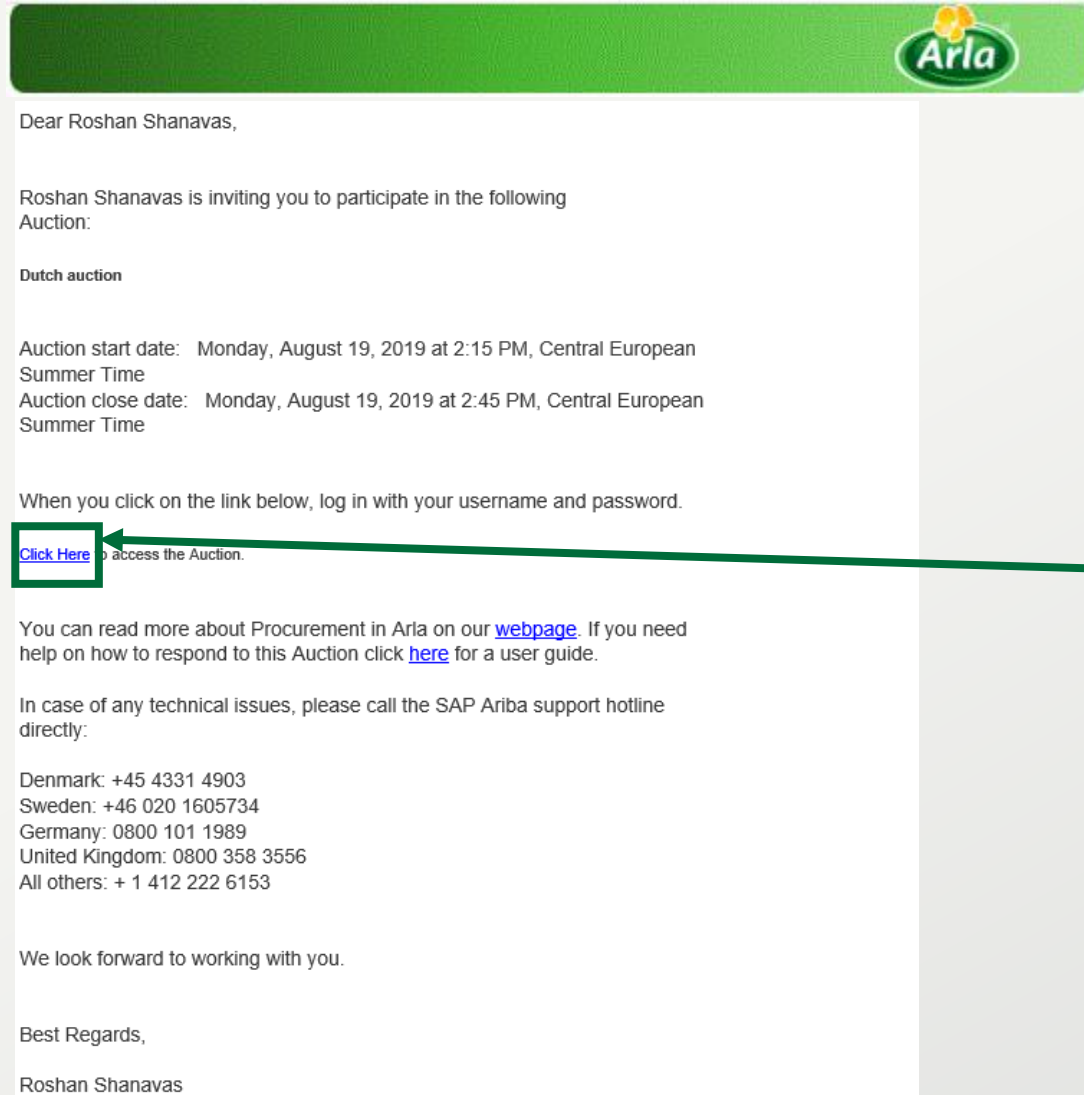 Arla
Dear Roshan Shanavas,
Roshan Shanavas is inviting you to participate in the following
Auction:
Dutch auction
Auction start date: Monday, August 19, 2019 at 2:15 PM, Central European
Summer Time
Auction close date: Monday, August 19, 2019 at 2:45 PM, Central European
Summer Time
When you click on the link below, log in with your username and password.
Click Here to access the Auction.
You can read more about Procurement in Arla on our webpage. If you need
help on how to respond to this Auction click here for a user guide.
In case of any technical issues, please call the SAP Ariba support hotline
directly:
Denmark: +45 4331 4903
Sweden: +46 020 1605734
Germany: 0800 101 1989
United Kingdom: 0800 358 3556
All others: + 1 412 222 6153
We look forward to working with you.
Best Regards,
Roshan Shanavas